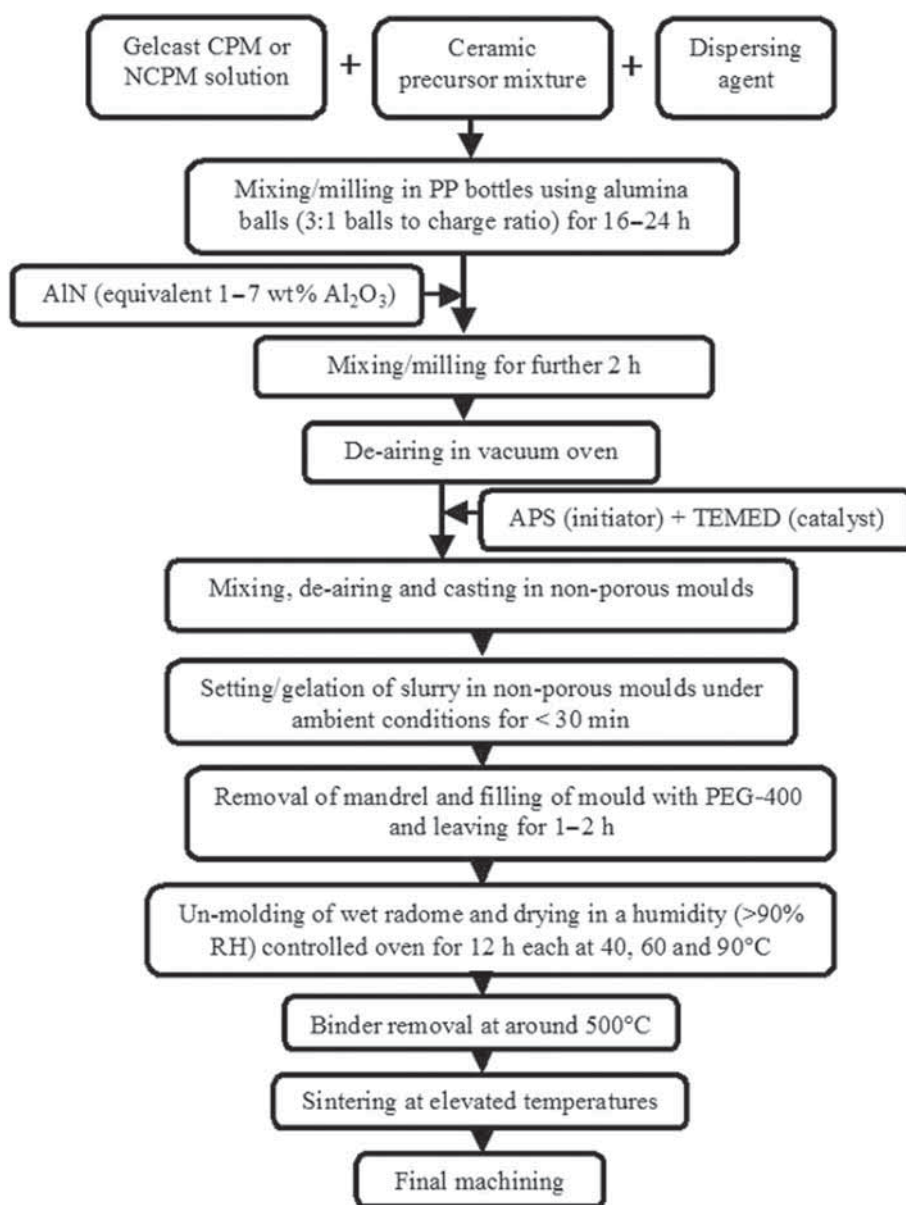 Gelcast CPM or
NCPM solution
+
Ceramic
precursor mixture
+
Dispersing
agent
Mixing/milling in PP bottles using alumina
balls (3:1 balls to charge ratio) for 16–24 h
AlN (equivalent 1–7 wt% Al₂O₃)
Mixing/milling for further 2 h
De-airing in vacuum oven
APS (initiator) + TEMED (catalyst)
Mixing, de-airing and casting in non-porous moulds
Setting/gelation of slurry in non-porous moulds under
ambient conditions for < 30 min
Removal of mandrel and filling of mould with PEG-400
and leaving for 1–2 h
Un-molding of wet radome and drying in a humidity (>90%
RH) controlled oven for 12 h each at 40, 60 and 90°C
Binder removal at around 500°C
Sintering at elevated temperatures
Final machining